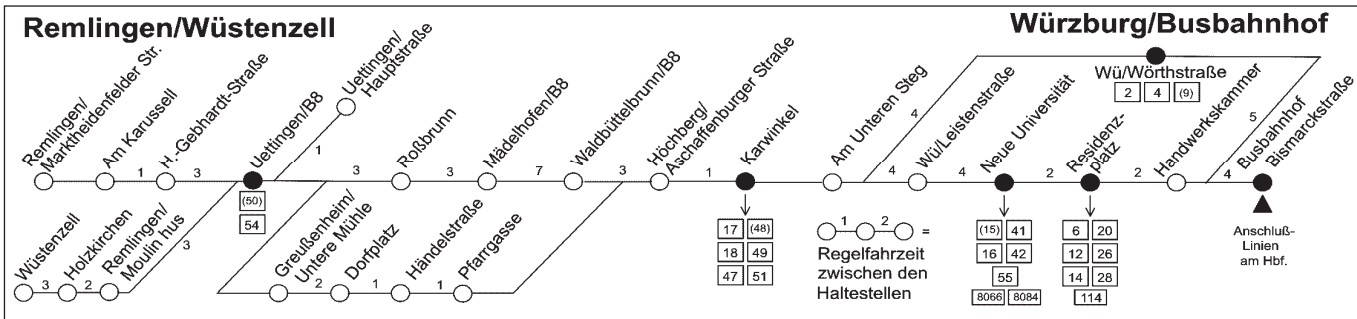 Remlingen/Wüstenzell
Würzburg/Busbahnhof
Remlingen/
Marktheidenfelder Str.
Am Karussell
H.-Gebhardt-Straße
Uettingen/B8
Uettingen/
Hauptstraße
Roßbrunn
Mädelhofen/B8
Waldbüttelbrunn/B8
Höchberg/
Aschaffenburger Straße
Karwinkel
Am Unteren Steg
Wü/Leistenstraße
Neue Universität
Residenz-
platz
Handwerkskammer
Busbahnhof
Bismarckstraße
Wü/Wörthstraße
2 4 (9)
4
5
1
1 3 3 3 7 3 1 4 4 2 2 4
(50)
54
3
Wüstenzell
Holzkirchen
Remlingen/
Moulin hus
3 2
Greußenheim/
Untere Mühle
Dorfplatz
Händelstraße
Pfarrgasse
2 1 1
17 (48)
18 49
47 51
1 2 =
Regelfahrzeit
zwischen den
Haltestellen
(15) 41
16 42
55
8066 8084
6 20
12 26
14 28
114
Anschluß-
Linien
am Hbf.